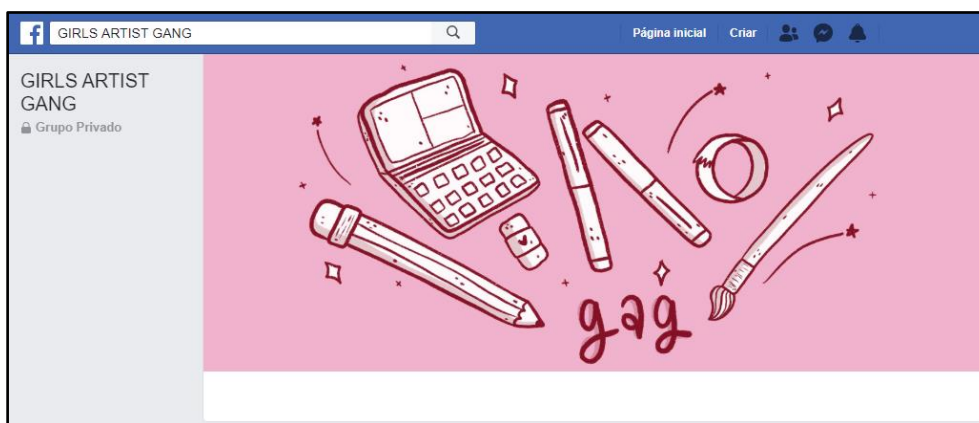 GIRLS ARTIST GANG
Página inicial Criar
GIRLS ARTIST
GANG
Grupo Privado
gag